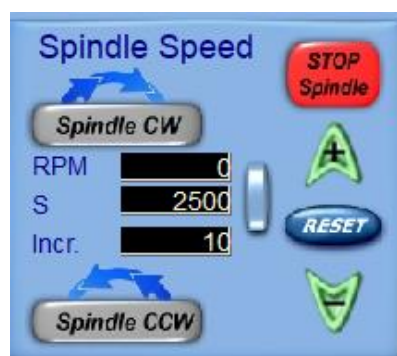 Spindle Speed
STOP
Spindle
Spindle CW
+
RPM 0
S 2500
RESET
Incr. 10
Spindle CCW
-